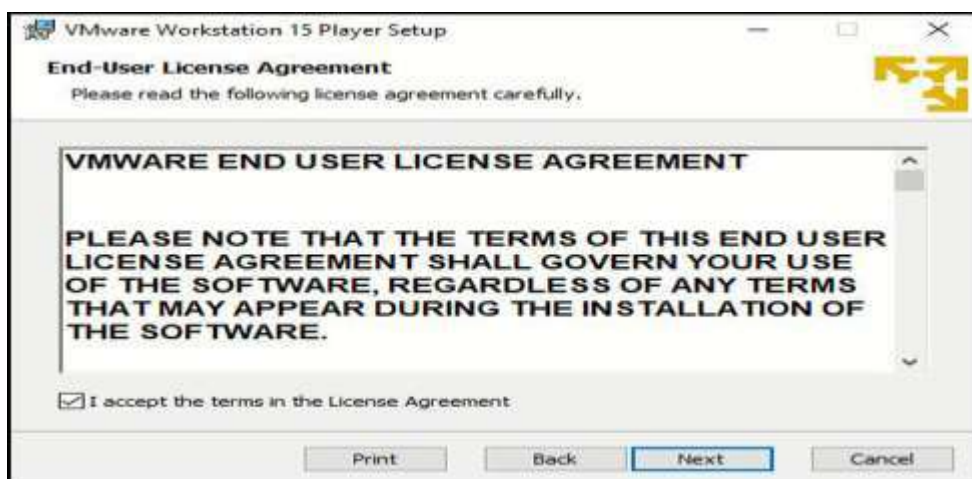 VMware Workstation 15 Player Setup
End-User License Agreement
Please read the following license agreement carefully.
VMWARE END USER LICENSE AGREEMENT
PLEASE NOTE THAT THE TERMS OF THIS END USER
LICENSE AGREEMENT SHALL GOVERN YOUR USE
OF THE SOFTWARE, REGARDLESS OF ANY TERMS
THAT MAY APPEAR DURING THE INSTALLATION OF
THE SOFTWARE.
I accept the terms in the License Agreement
Print Back Next Cancel